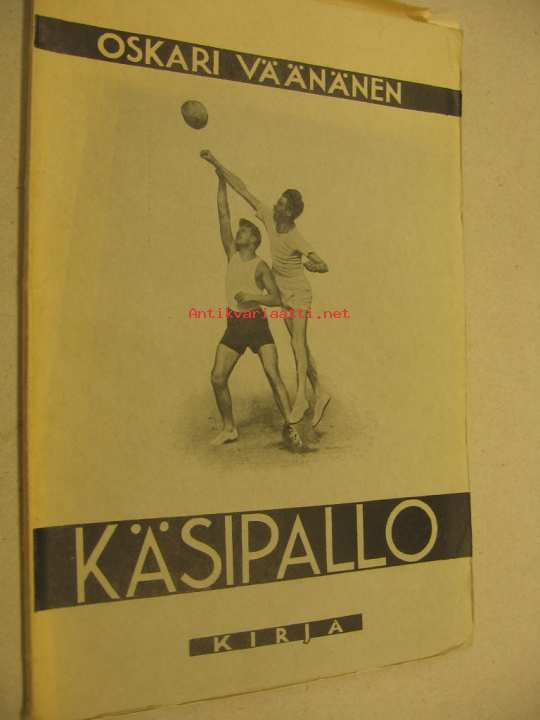 OSKARI VÄÄNÄNEN
Antikvariaatti.net
KÄSIPALLO
KIRJA